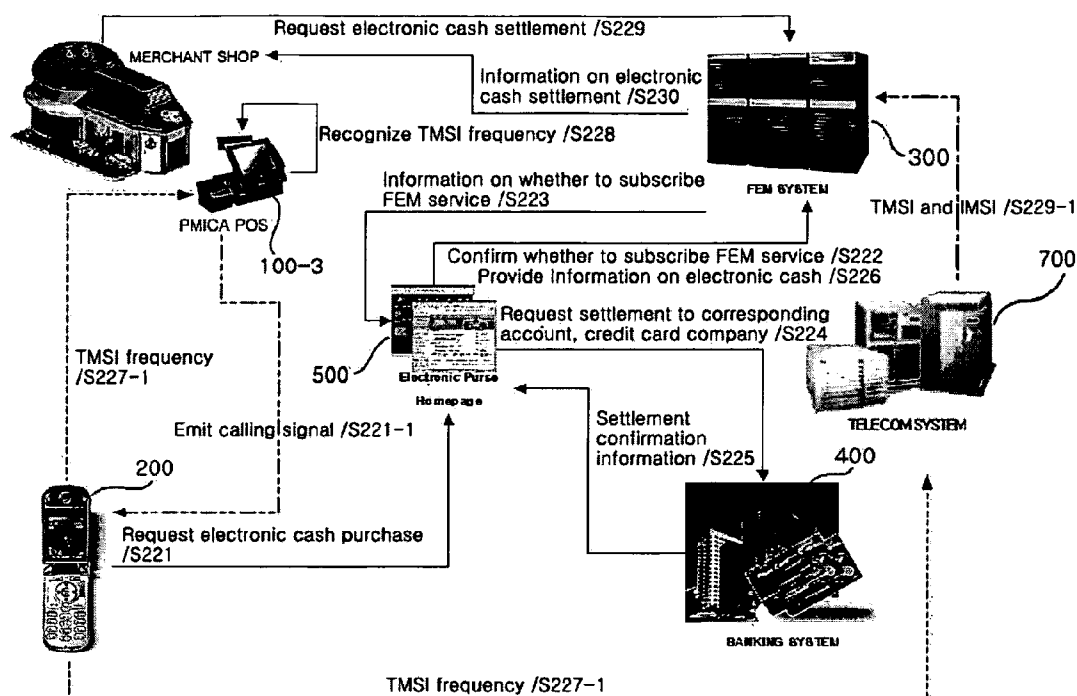 Request electronic cash settlement /S229
MERCHANT SHOP
Information on electronic
cash settlement /S230
Recognize TMSI frequency /S228
300
FEM SYSTEM
Information on whether to subscribe
FEM service /S223
PMICA POS
100-3
TMSI and IMSI /S229-1
Confirm whether to subscribe FEM service /S222
Provide Information on electronic cash /S226
700
Request settlement to corresponding
account, credit card company /S224
TMSI frequency
/S227-1
500
Electronic Purse
Homepage
Emit calling signal /S221-1
Settlement
confirmation
information /S225
TELECOM SYSTEM
200
400
Request electronic cash purchase
/S221
BANKING SYSTEM
TMSI frequency /S227-1